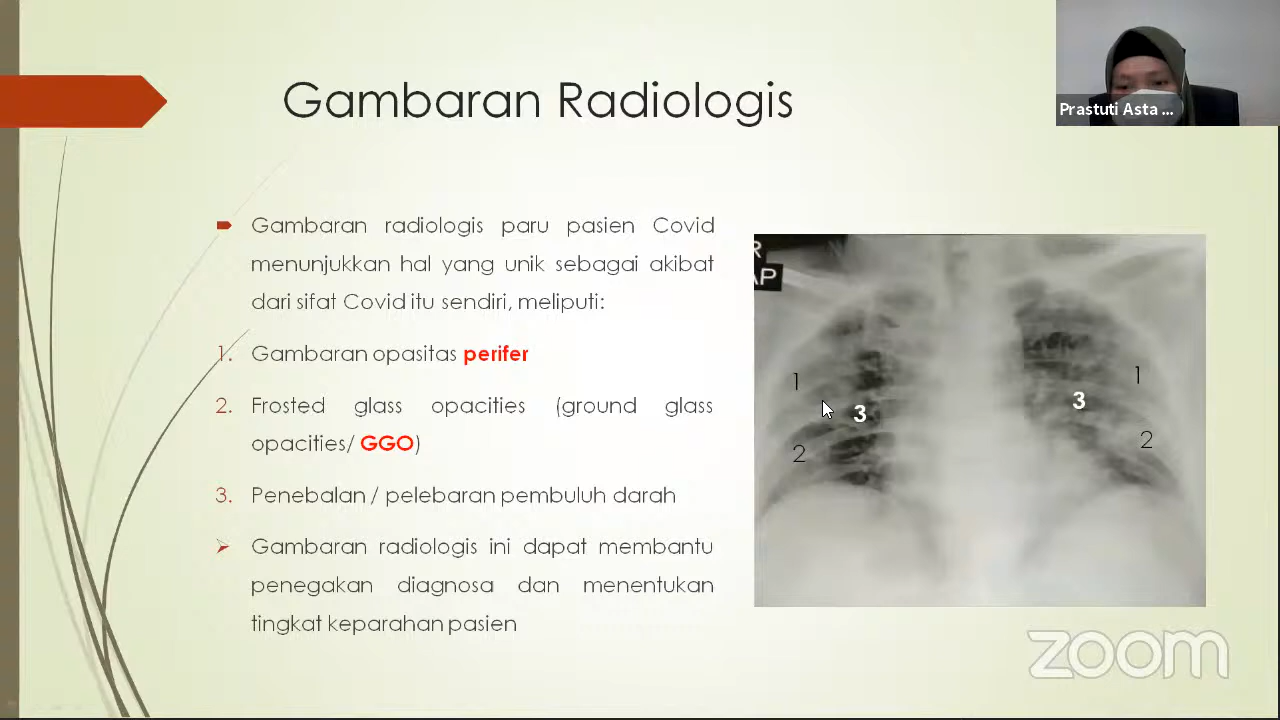 Gambaran Radiologis
Prastuti Asta ...
Gambaran radiologis paru pasien Covid
menunjukkan hal yang unik sebagai akibat
dari sifat Covid itu sendiri, meliputi:
1. Gambaran opasitas perifer
2. Frosted glass opacities (ground glass
opacities/ GGO)
3. Penebalan / pelebaran pembuluh darah
Gambaran radiologis ini dapat membantu
penegakan diagnosa dan menentukan
tingkat keparahan pasien
R
AP
1 1
3 3
2 2
zoom